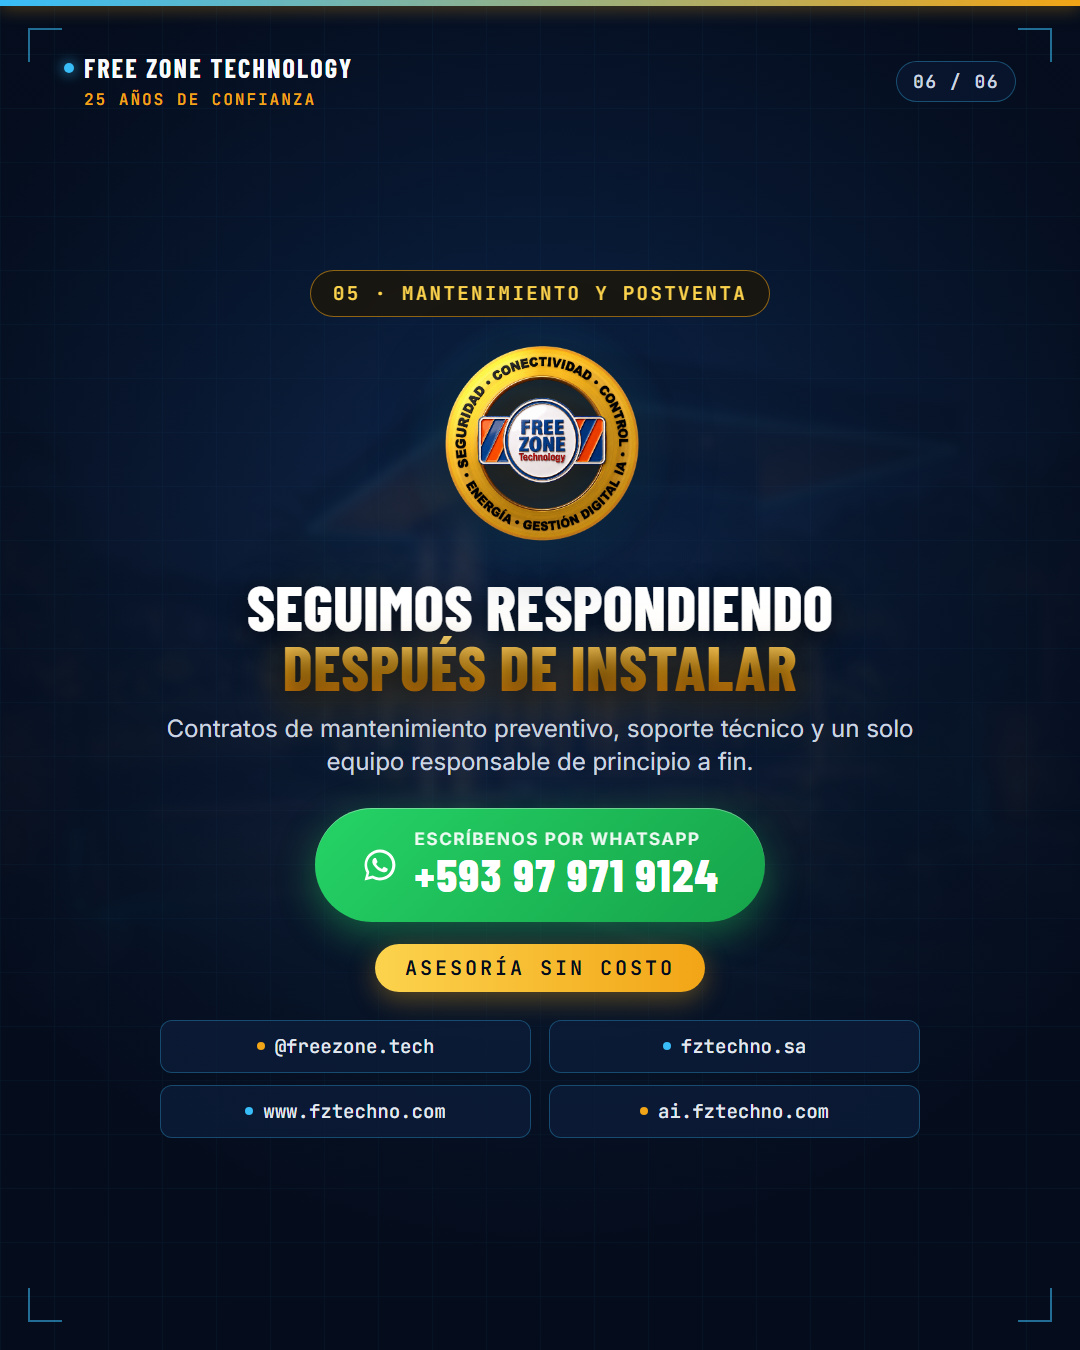 FREE ZONE TECHNOLOGY
25 AÑOS DE CONFIANZA
06 / 06
05 · MANTENIMIENTO Y POSTVENTA
SEGURIDAD • CONECTIVIDAD • CONTROL IA • GESTIÓN DIGITAL • ENERGÍA •
FREE
ZONE
Technology
SEGUIMOS RESPONDIENDO
DESPUÉS DE INSTALAR
Contratos de mantenimiento preventivo, soporte técnico y un solo
equipo responsable de principio a fin.
ESCRÍBENOS POR WHATSAPP
+593 97 971 9124
ASESORÍA SIN COSTO
@freezone.tech
fztechno.sa
www.fztechno.com
ai.fztechno.com